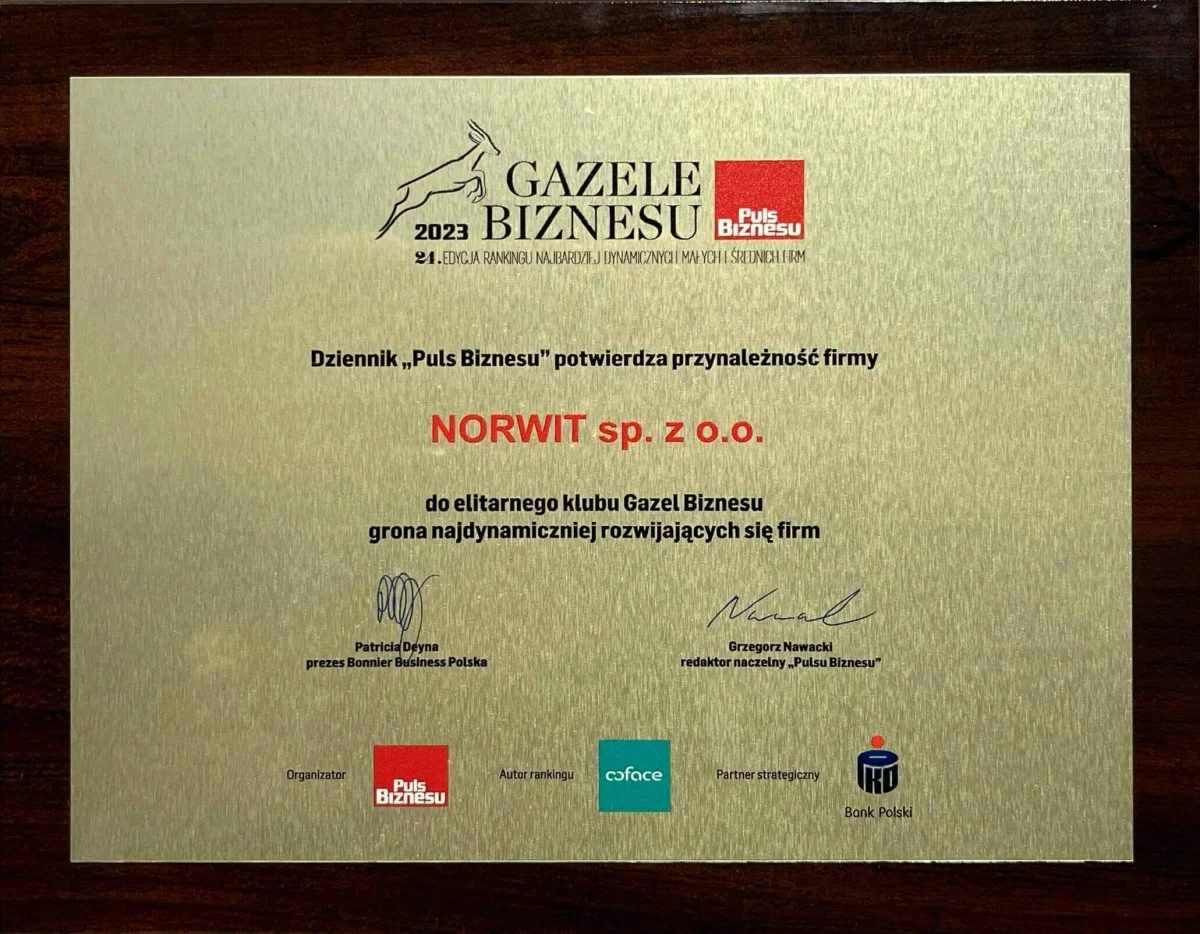 GAZELE
2023 BIZNESU
Puls
Biznesu
24. EDYCJA RANKINGU NAJBARDZIEJ DYNAMICZNYCH MAŁYCH I ŚREDNICH FIRM
Dziennik „Puls Biznesu” potwierdza przynależność firmy
NORWIT sp. z o.o.
do elitarnego klubu Gazel Biznesu
grona najdynamiczniej rozwijających się firm
Patricia Deyna
prezes Bonnier Business Polska
Grzegorz Nawacki
redaktor naczelny „Pulsu Biznesu”
Organizator
Puls
Biznesu
Autor rankingu
coface
Partner strategiczny
PKO
Bank Polski